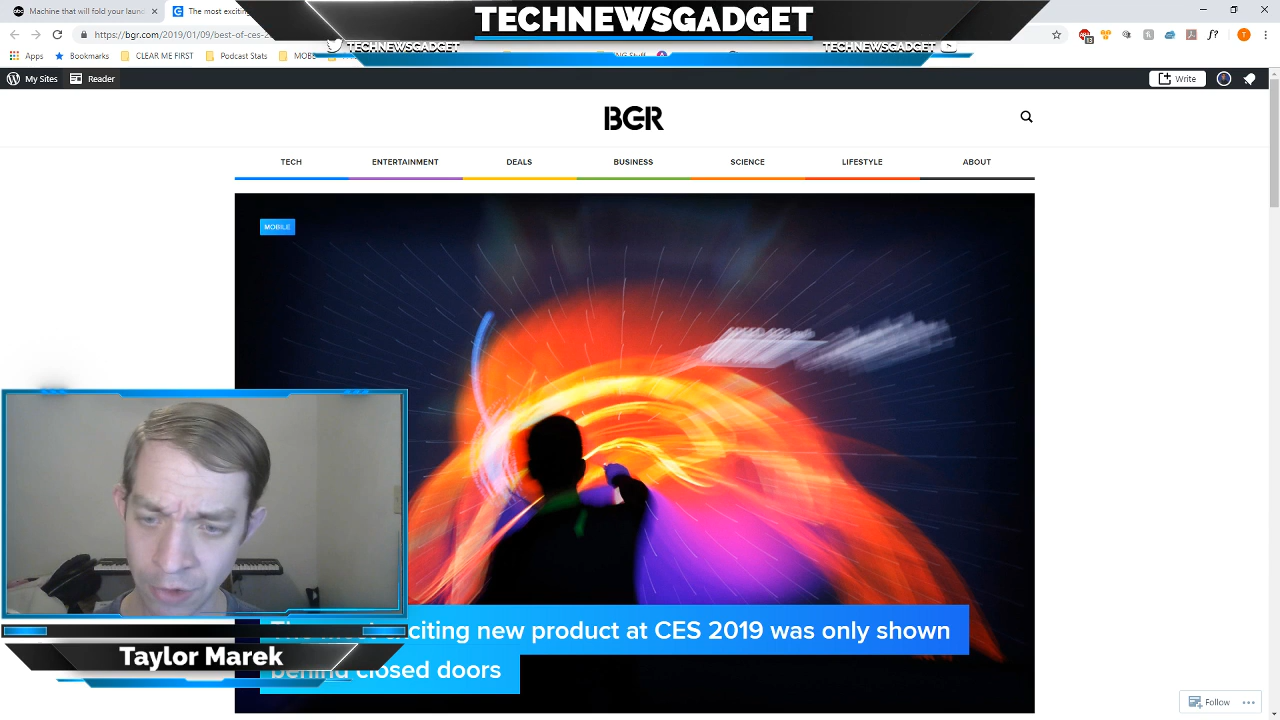 Machine that will fold your laun
The most exciting
TECHNEWSGADGET
https://bgr.com/2019/01/09/best-of-ces-2
TECHNEWSGADGET
TECHNEWSGADGET
Apps
Bookmarks
CLEAR ME FIRST
Podcast Stats
My Sites
Reader
Write
BGR
TECH
ENTERTAINMENT
DEALS
BUSINESS
SCIENCE
LIFESTYLE
ABOUT
MOBILE
The most exciting new product at CES 2019 was only shown
behind closed doors
Taylor Marek
Follow